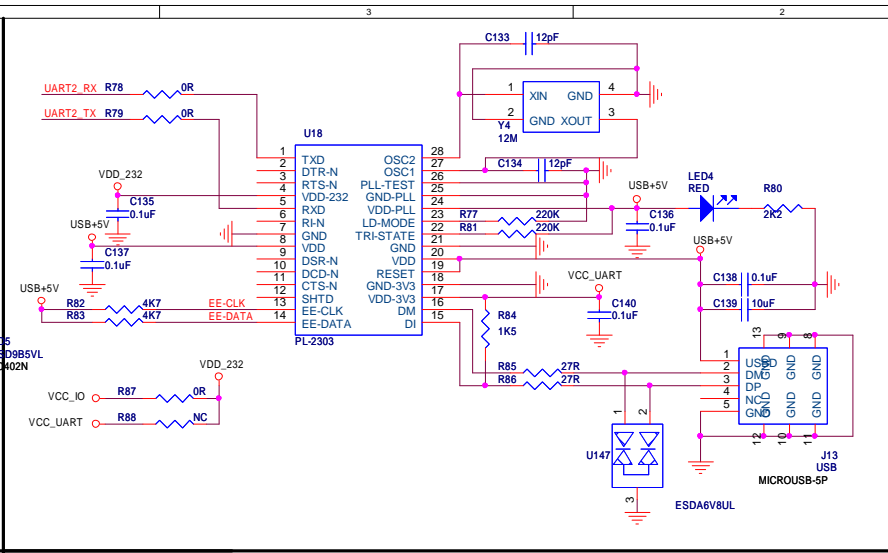 3 2
C133 12pF
UART2_RX R78 0R
1 XIN GND 4
2 GND XOUT 3
UART2_TX R79 0R
Y4
12M
U18
C134 12pF
1 TXD OSC2 28
2 DTR-N OSC1 27
3 RTS-N PLL-TEST 26
4 VDD-232 GND-PLL 25
5 RXD VDD-PLL 24
6 RI-N LD-MODE 23
7 GND TRI-STATE 22
8 VDD GND 21
9 DSR-N VDD 20
10 DCD-N RESET 19
11 CTS-N GND-3V3 18
12 SHTD VDD-3V3 17
13 EE-CLK DM 16
14 EE-DATA DI 15
PL-2303
VDD_232
C135
0.1uF
USB+5V
C137
0.1uF
USB+5V
R82 4K7 EE-CLK
R83 4K7 EE-DATA
R77 220K
R81 220K
USB+5V
C136
0.1uF
LED4
RED
R80
2K2
USB+5V
C138 0.1uF
C139 10uF
VCC_UART
C140
0.1uF
R84
1K5
R85 27R
R86 27R
5
D9B5VL
0402N
VDD_232
VCC_IO R87 0R
VCC_UART R88 NC
13 9 8
GND GND GND
1
2 DM
3 DP
4 NC
5 GND
GND GND GND
12 10 11
J13
USB
MICROUSB-5P
1 2
U147
3
ESDA6V8UL